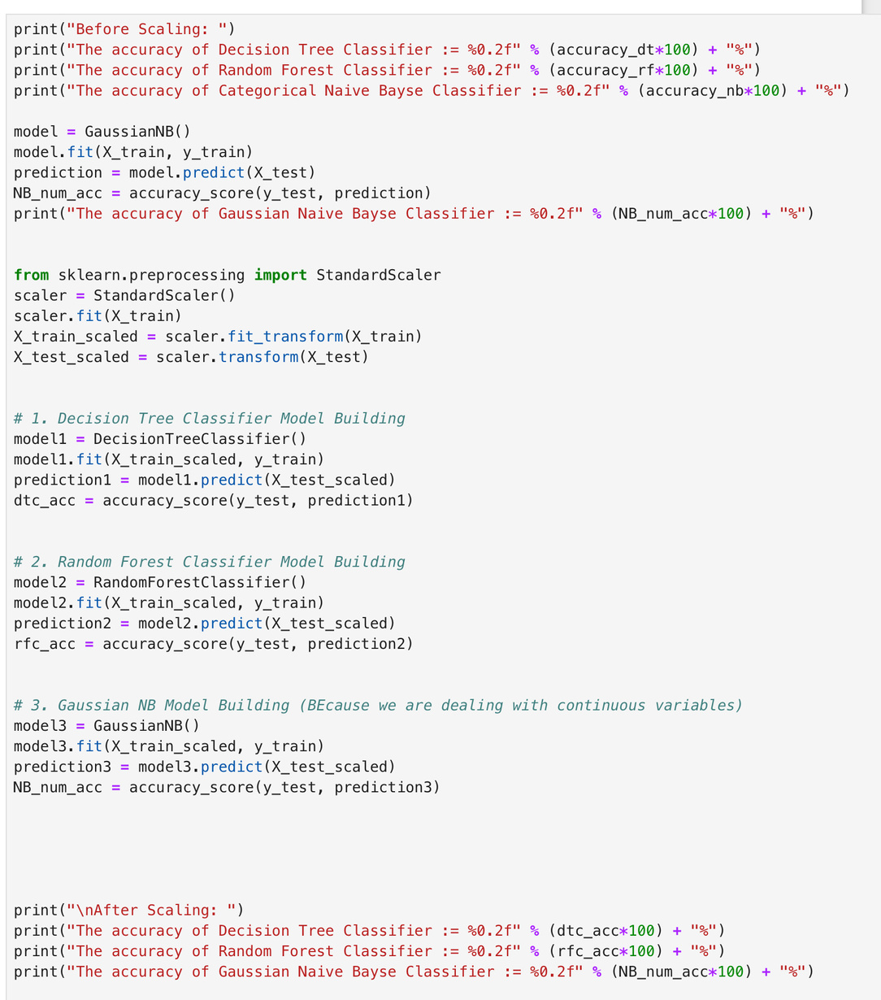 print("Before Scaling: ")
print("The accuracy of Decision Tree Classifier := %0.2f" % (accuracy_dt*100) + "%")
print("The accuracy of Random Forest Classifier := %0.2f" % (accuracy_rf*100) + "%")
print("The accuracy of Categorical Naive Bayse Classifier := %0.2f" % (accuracy_nb*100) + "%")
model = GaussianNB()
model.fit(X_train, y_train)
prediction = model.predict(X_test)
NB_num_acc = accuracy_score(y_test, prediction)
print("The accuracy of Gaussian Naive Bayse Classifier := %0.2f" % (NB_num_acc*100) + "%")
from sklearn.preprocessing import StandardScaler
scaler = StandardScaler()
scaler.fit(X_train)
X_train_scaled = scaler.fit_transform(X_train)
X_test_scaled = scaler.transform(X_test)
# 1. Decision Tree Classifier Model Building
model1 = DecisionTreeClassifier()
model1.fit(X_train_scaled, y_train)
prediction1 = model1.predict(X_test_scaled)
dtc_acc = accuracy_score(y_test, prediction1)
# 2. Random Forest Classifier Model Building
model2 = RandomForestClassifier()
model2.fit(X_train_scaled, y_train)
prediction2 = model2.predict(X_test_scaled)
rfc_acc = accuracy_score(y_test, prediction2)
# 3. Gaussian NB Model Building (BEcause we are dealing with continuous variables)
model3 = GaussianNB()
model3.fit(X_train_scaled, y_train)
prediction3 = model3.predict(X_test_scaled)
NB_num_acc = accuracy_score(y_test, prediction3)
print("\nAfter Scaling: ")
print("The accuracy of Decision Tree Classifier := %0.2f" % (dtc_acc*100) + "%")
print("The accuracy of Random Forest Classifier := %0.2f" % (rfc_acc*100) + "%")
print("The accuracy of Gaussian Naive Bayse Classifier := %0.2f" % (NB_num_acc*100) + "%")